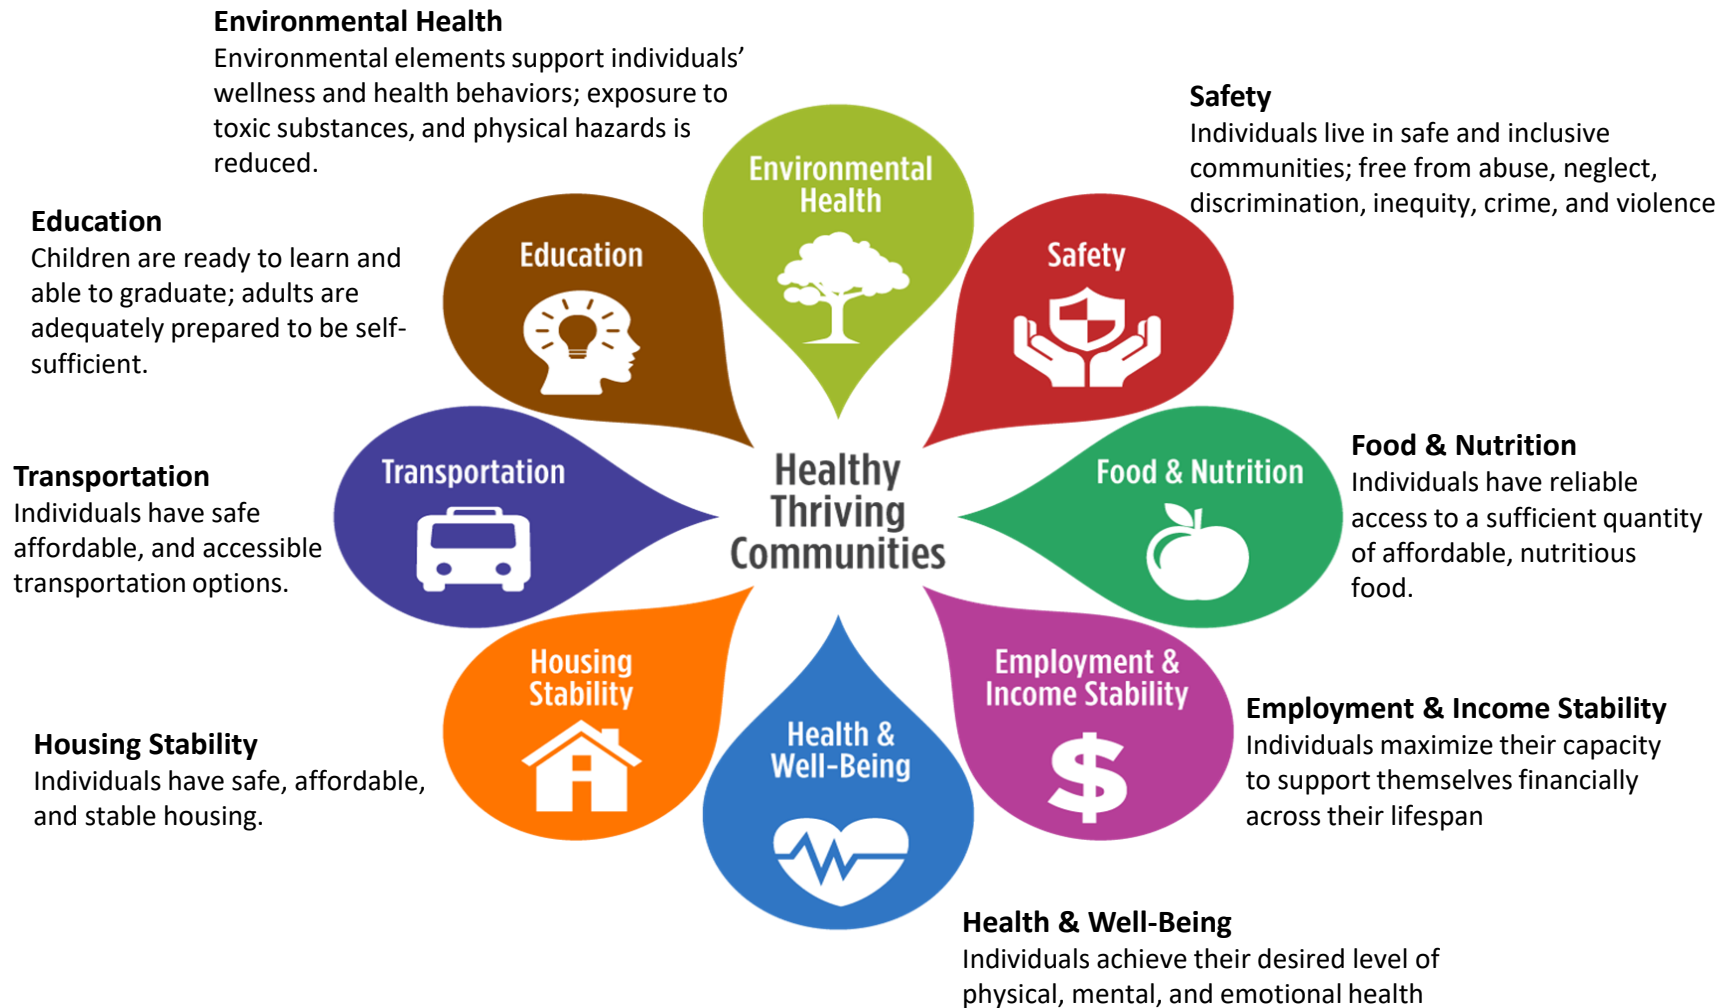 Environmental Health
Environmental elements support individuals’
wellness and health behaviors; exposure to
toxic substances, and physical hazards is
reduced.
Safety
Individuals live in safe and inclusive
communities; free from abuse, neglect,
discrimination, inequity, crime, and violence
Education
Children are ready to learn and
able to graduate; adults are
adequately prepared to be self-
sufficient.
Environmental
Health
Education
Safety
Transportation
Individuals have safe
affordable, and accessible
transportation options.
Transportation
Healthy
Thriving
Communities
Food & Nutrition
Food & Nutrition
Individuals have reliable
access to a sufficient quantity
of affordable, nutritious
food.
Housing
Stability
Health &
Well-Being
Employment &
Income Stability
$
Housing Stability
Individuals have safe, affordable,
and stable housing.
Employment & Income Stability
Individuals maximize their capacity
to support themselves financially
across their lifespan
Health & Well-Being
Individuals achieve their desired level of
physical, mental, and emotional health